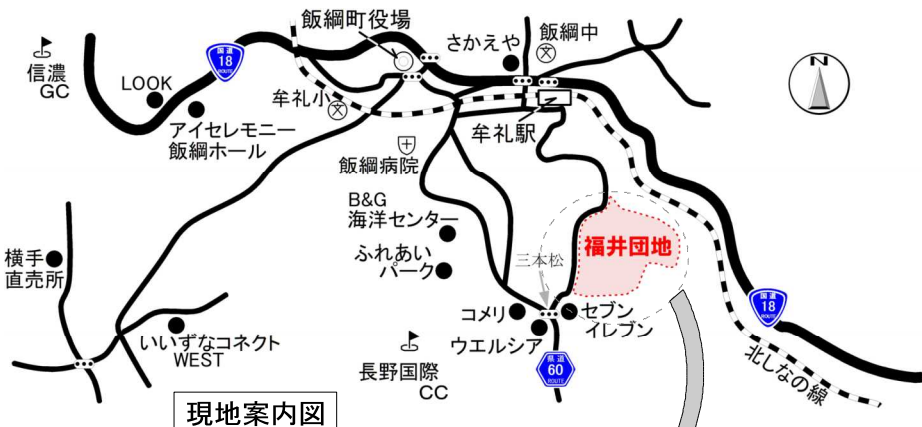 飯綱町役場
飯綱中
文
さかえや
国道
18
ROUTE
信濃
GC
LOOK
アイセレモニー
飯綱ホール
牟礼小
文
牟礼駅
飯綱病院
B&G
海洋センター
ふれあい
パーク
福井団地
三本松
横手
直売所
コメリ
セブン
イレブン
ウエルシア
国道
18
ROUTE
いいずなコネクト
WEST
長野国際
CC
県道
60
ROUTE
北しなの線
N
現地案内図